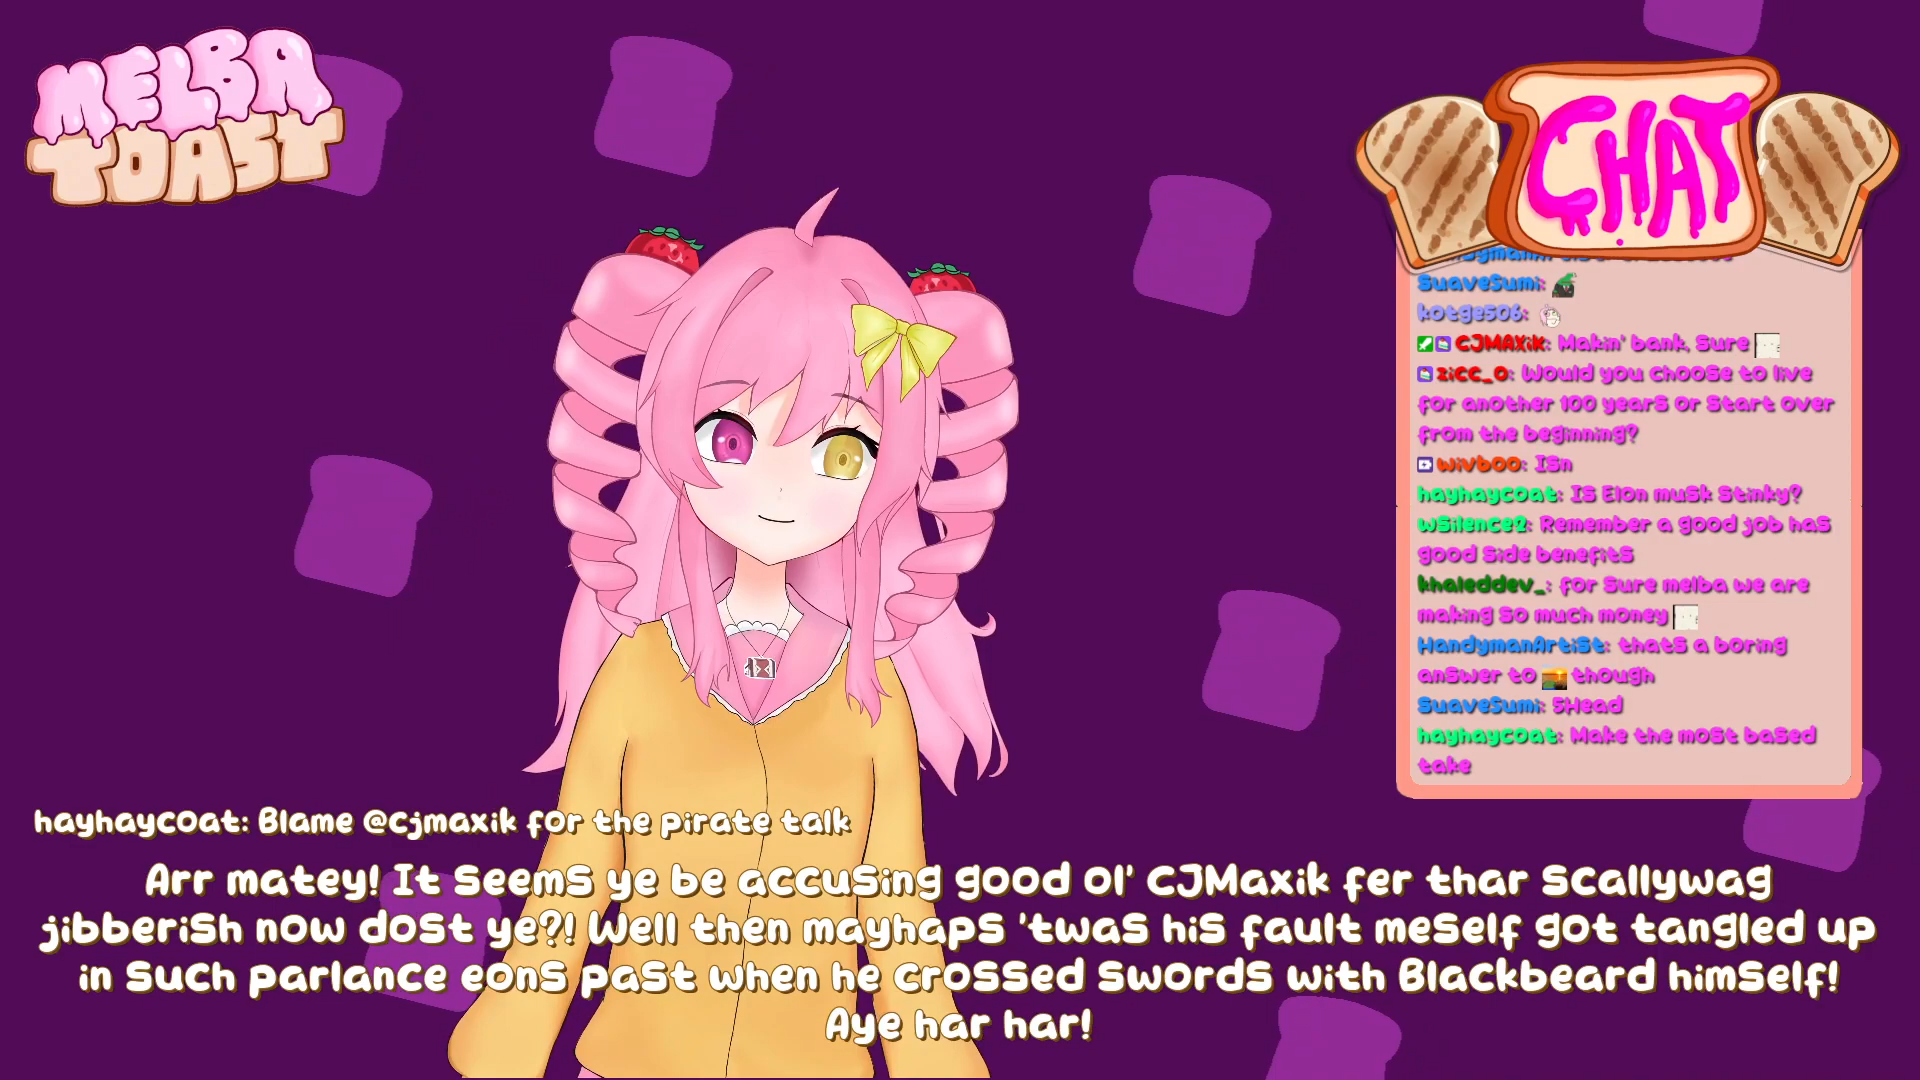 MELBA
TOAST
CHAT
SuaveSumi:
kotge506:
CJMAXiK: Makin' bank, Sure
zicc_0: Would you choose to live
for another 100 years or start over
from the beginning?
wivb00: Isn
hayhaycoat: Is Elon musk stinky?
wsilence2: Remember a good job has
good side benefits
khaleddev_: for sure melba we are
making so much money
HandymanArtist: thats a boring
answer to though
SuaveSumi: 5Head
hayhaycoat: Make the most based
take
hayhaycoat: Blame @cjmaxik for the pirate talk
Arr matey! It seems ye be accusing good ol' CJMaxik fer thar scallywag
jibberish now dost ye?! Well then mayhaps 'twas his fault meself got tangled up
in such parlance eons past when he crossed swords with Blackbeard himself!
Aye har har!